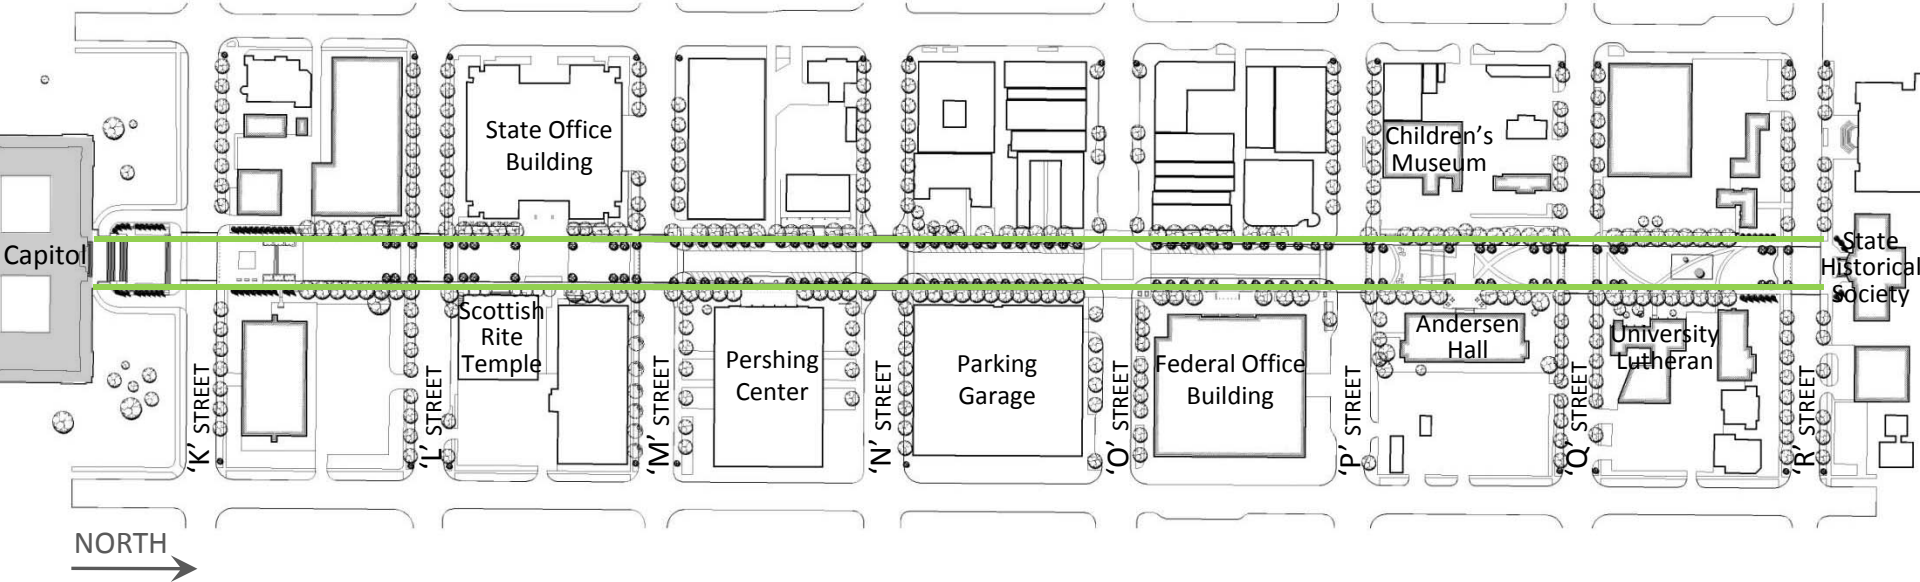 Capitol
State Office
Building
Children's
Museum
State
Historical
Society
Scottish
Rite
Temple
Pershing
Center
Parking
Garage
Federal Office
Building
Andersen
Hall
University
Lutheran
'K' STREET
'L' STREET
'M' STREET
'N' STREET
'O' STREET
'P' STREET
'Q' STREET
'R' STREET
NORTH